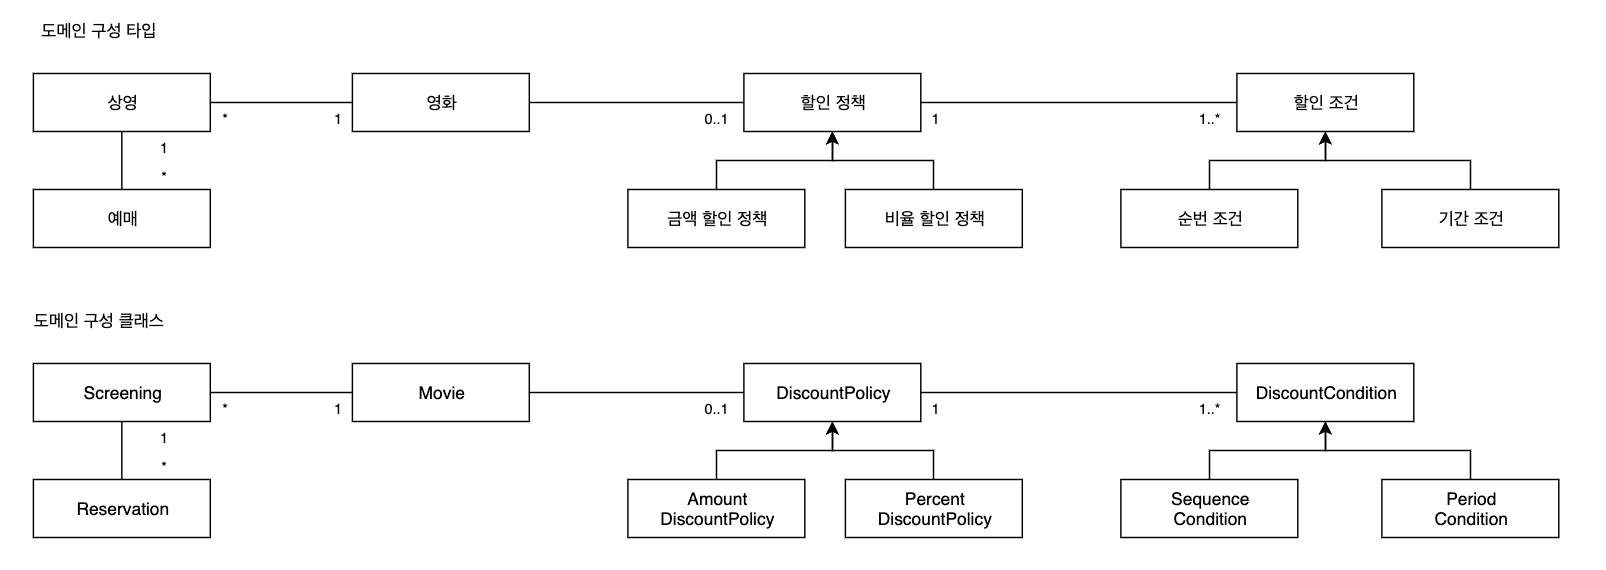 도메인 구성 타입
상영
영화
할인 정책
할인 조건
* 1 0..1 1 1..*
1
*
예매
금액 할인 정책
비율 할인 정책
순번 조건
기간 조건
도메인 구성 클래스
Screening
Movie
DiscountPolicy
DiscountCondition
* 1 0..1 1 1..*
1
*
Reservation
Amount
DiscountPolicy
Percent
DiscountPolicy
Sequence
Condition
Period
Condition